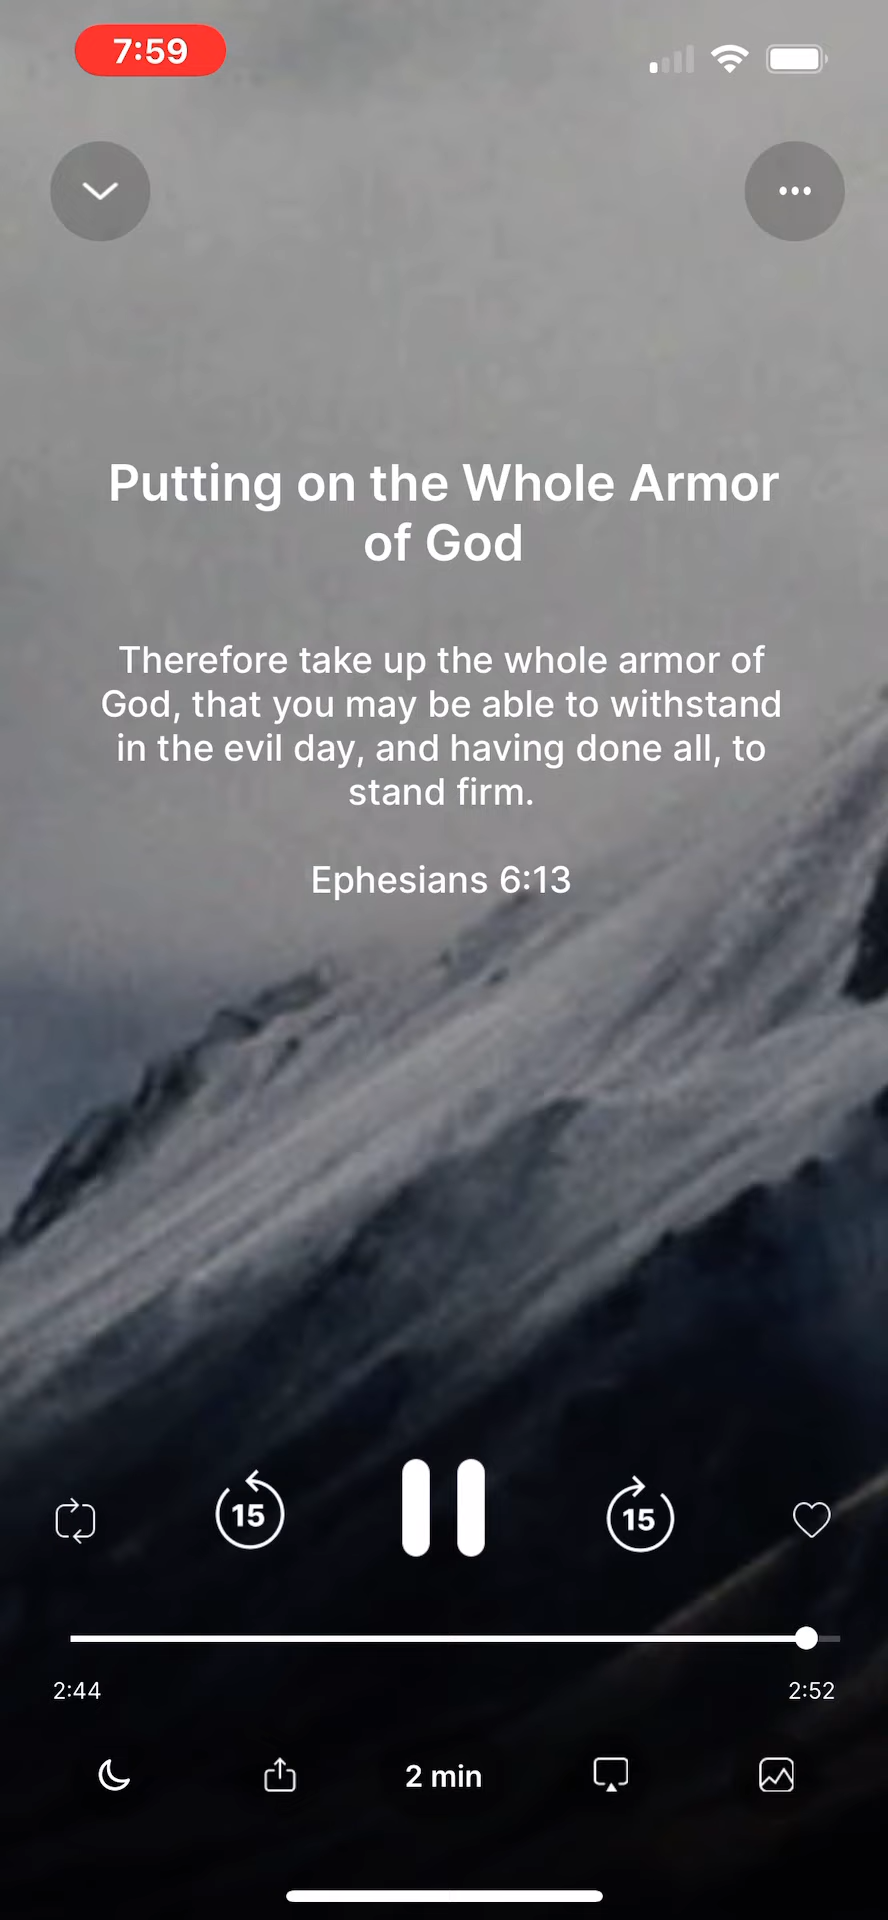 7:59
Putting on the Whole Armor
of God
Therefore take up the whole armor of
God, that you may be able to withstand
in the evil day, and having done all, to
stand firm.
Ephesians 6:13
15
15
2:44
2:52
2 min